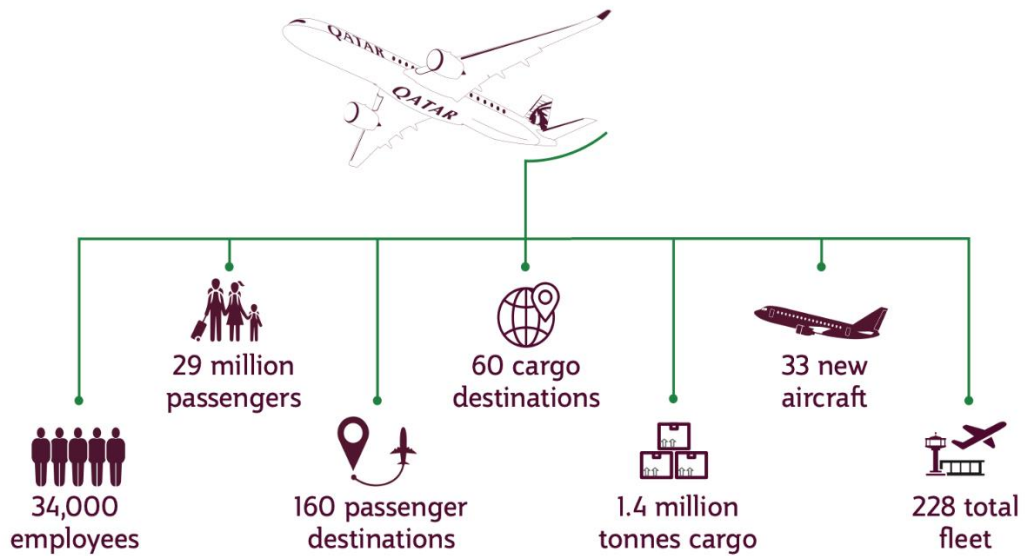 QATAR
QATAR
29 million
passengers
60 cargo
destinations
33 new
aircraft
34,000
employees
160 passenger
destinations
1.4 million
tonnes cargo
228 total
fleet